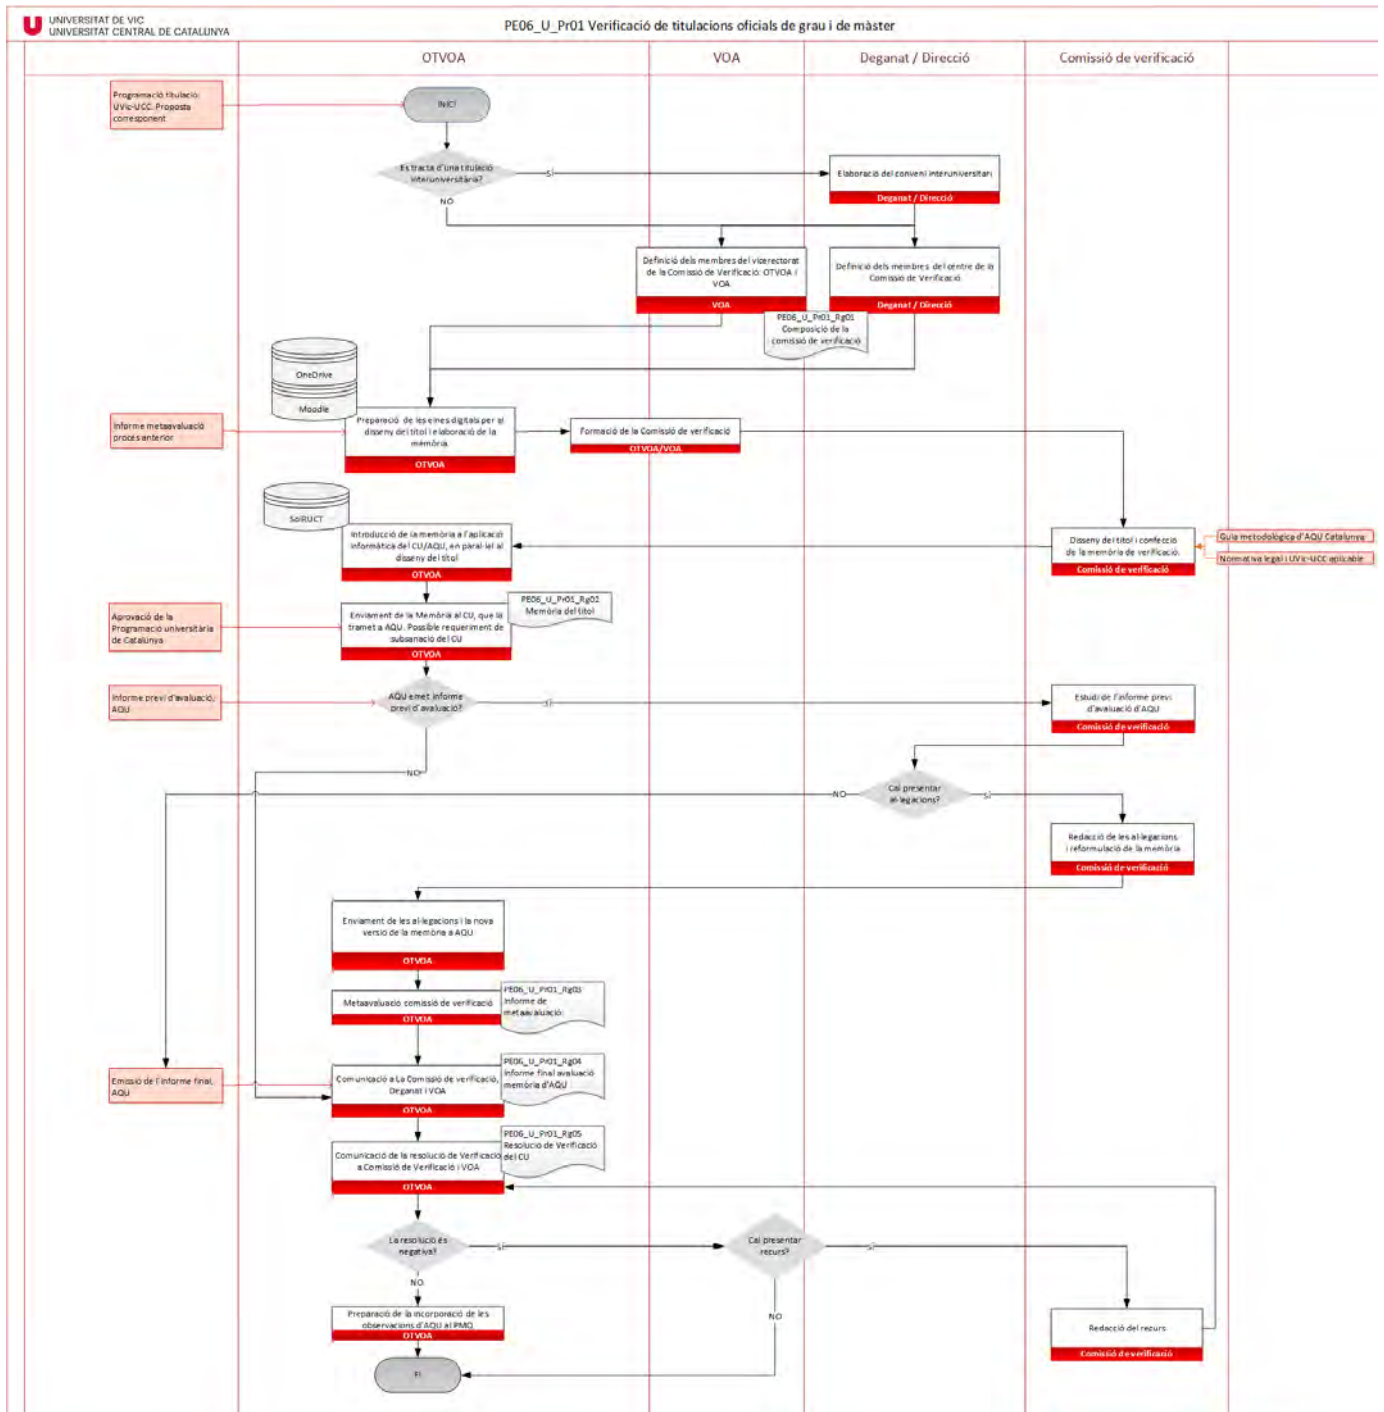 UNIVERSITAT DE VIC
UNIVERSITAT CENTRAL DE CATALUNYA
PE06_U_Pr01 Verificació de titulacions oficials de grau i de màster
OTVOA
VOA
Deganat / Direcció
Comissió de verificació
Programació titulació
UVic-UCC. Proposta
corresponent
INICI
Es tracta d'una titulació
interuniversitària?
SÍ
NO
Elaboració del conveni interuniversitari
Deganat / Direcció
Definició dels membres del vicerectorat
de la Comissió de Verificació: OTVOA i
VOA
VOA
Definició dels membres del centre de la
Comissió de Verificació
Deganat / Direcció
PE06_U_Pr01_Rg01
Composició de la
comissió de verificació
OneDrive
Moodle
Informe metaavaluació
procés anterior
Preparació de les eines digitals per al
disseny del títol i elaboració de la
memòria.
OTVOA
Formació de la Comissió de verificació
OTVOA/VOA
SolRUCT
Introducció de la memòria a l'aplicació
informàtica del CU/AQU, en paral·lel al
disseny del títol
OTVOA
Disseny del títol i confecció
de la memòria de verificació.
Comissió de verificació
Guia metodològica d'AQU Catalunya
Normativa legal i UVic-UCC aplicable
Aprovació de la
Programació universitària
de Catalunya
Enviament de la Memòria al CU, que la
tramet a AQU. Possible requeriment de
subsanació del CU
OTVOA
PE06_U_Pr01_Rg02
Memòria del títol
Informe previ d'avaluació,
AQU
AQU emet informe
previ d'avaluació?
SÍ
NO
Estudi de l'informe previ
d'avaluació d'AQU
Comissió de verificació
Cal presentar
al·legacions?
NO
SÍ
Redacció de les al·legacions
i reformulació de la memòria
Comissió de verificació
Enviament de les al·legacions i la nova
versió de la memòria a AQU
OTVOA
Metaavaluació comissió de verificació
OTVOA
PE06_U_Pr01_Rg03
Informe de
metaavaluació
Emissió de l'informe final,
AQU
Comunicació a La Comissió de verificació,
Deganat i VOA
OTVOA
PE06_U_Pr01_Rg04
Informe final avaluació
memòria d'AQU
Comunicació de la resolució de Verificació
a Comissió de Verificació i VOA
OTVOA
PE06_U_Pr01_Rg05
Resolució de Verificació
del CU
La resolució és
negativa?
SÍ
NO
Cal presentar
recurs?
SÍ
NO
Preparació de la incorporació de les
observacions d'AQU al PMQ
OTVOA
Redacció del recurs
Comissió de verificació
FI